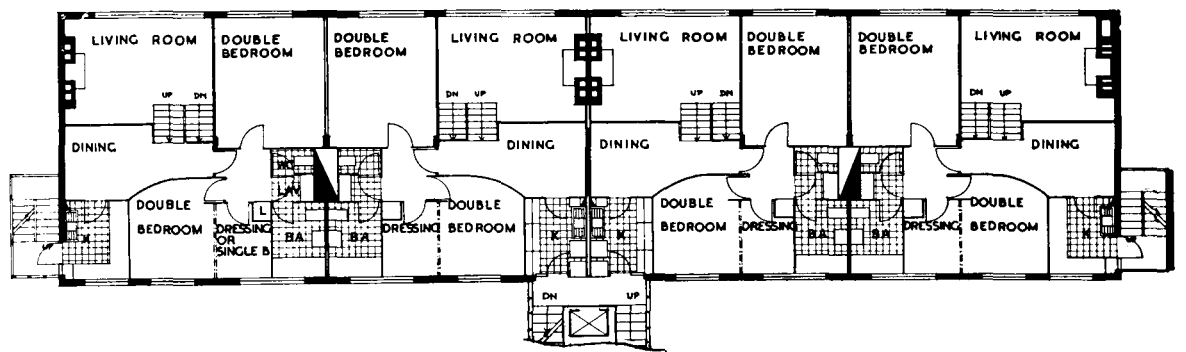 LIVING ROOM
DOUBLE
BEDROOM
DOUBLE
BEDROOM
LIVING ROOM
LIVING ROOM
DOUBLE
BEDROOM
DOUBLE
BEDROOM
LIVING ROOM
UP DN
DN UP
UP DN
DN UP
DINING
DINING
DINING
DINING
WC
LAV
DOUBLE
BEDROOM
L
DRESSING
OR
SINGLE B
BA
BA
DRESSING
DOUBLE
BEDROOM
K
K
K
DOUBLE
BEDROOM
DRESSING
BA
BA
DRESSING
DOUBLE
BEDROOM
K
UP
UP
DN
UP